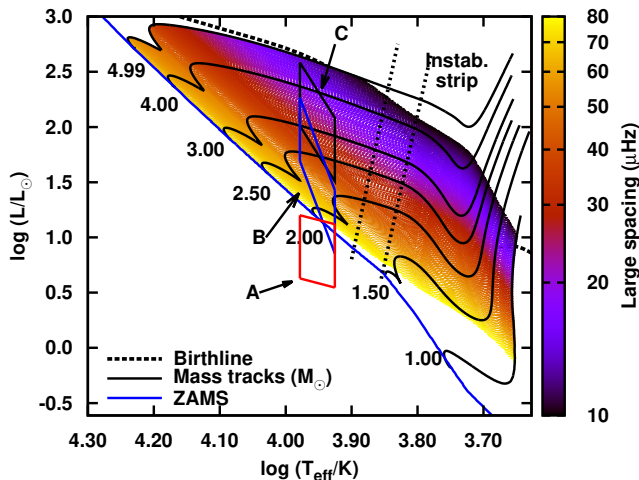 3.0
2.5
2.0
1.5
1.0
0.5
0.0
-0.5
4.30
4.20
4.10
4.00
3.90
3.80
3.70
log (L/L☉)
log (Teff/K)
4.99
4.00
3.00
2.50
2.00
1.50
1.00
A
B
C
Instab.
strip
Birthline
Mass tracks (M☉)
ZAMS
80
70
60
50
40
30
20
10
Large spacing (μHz)